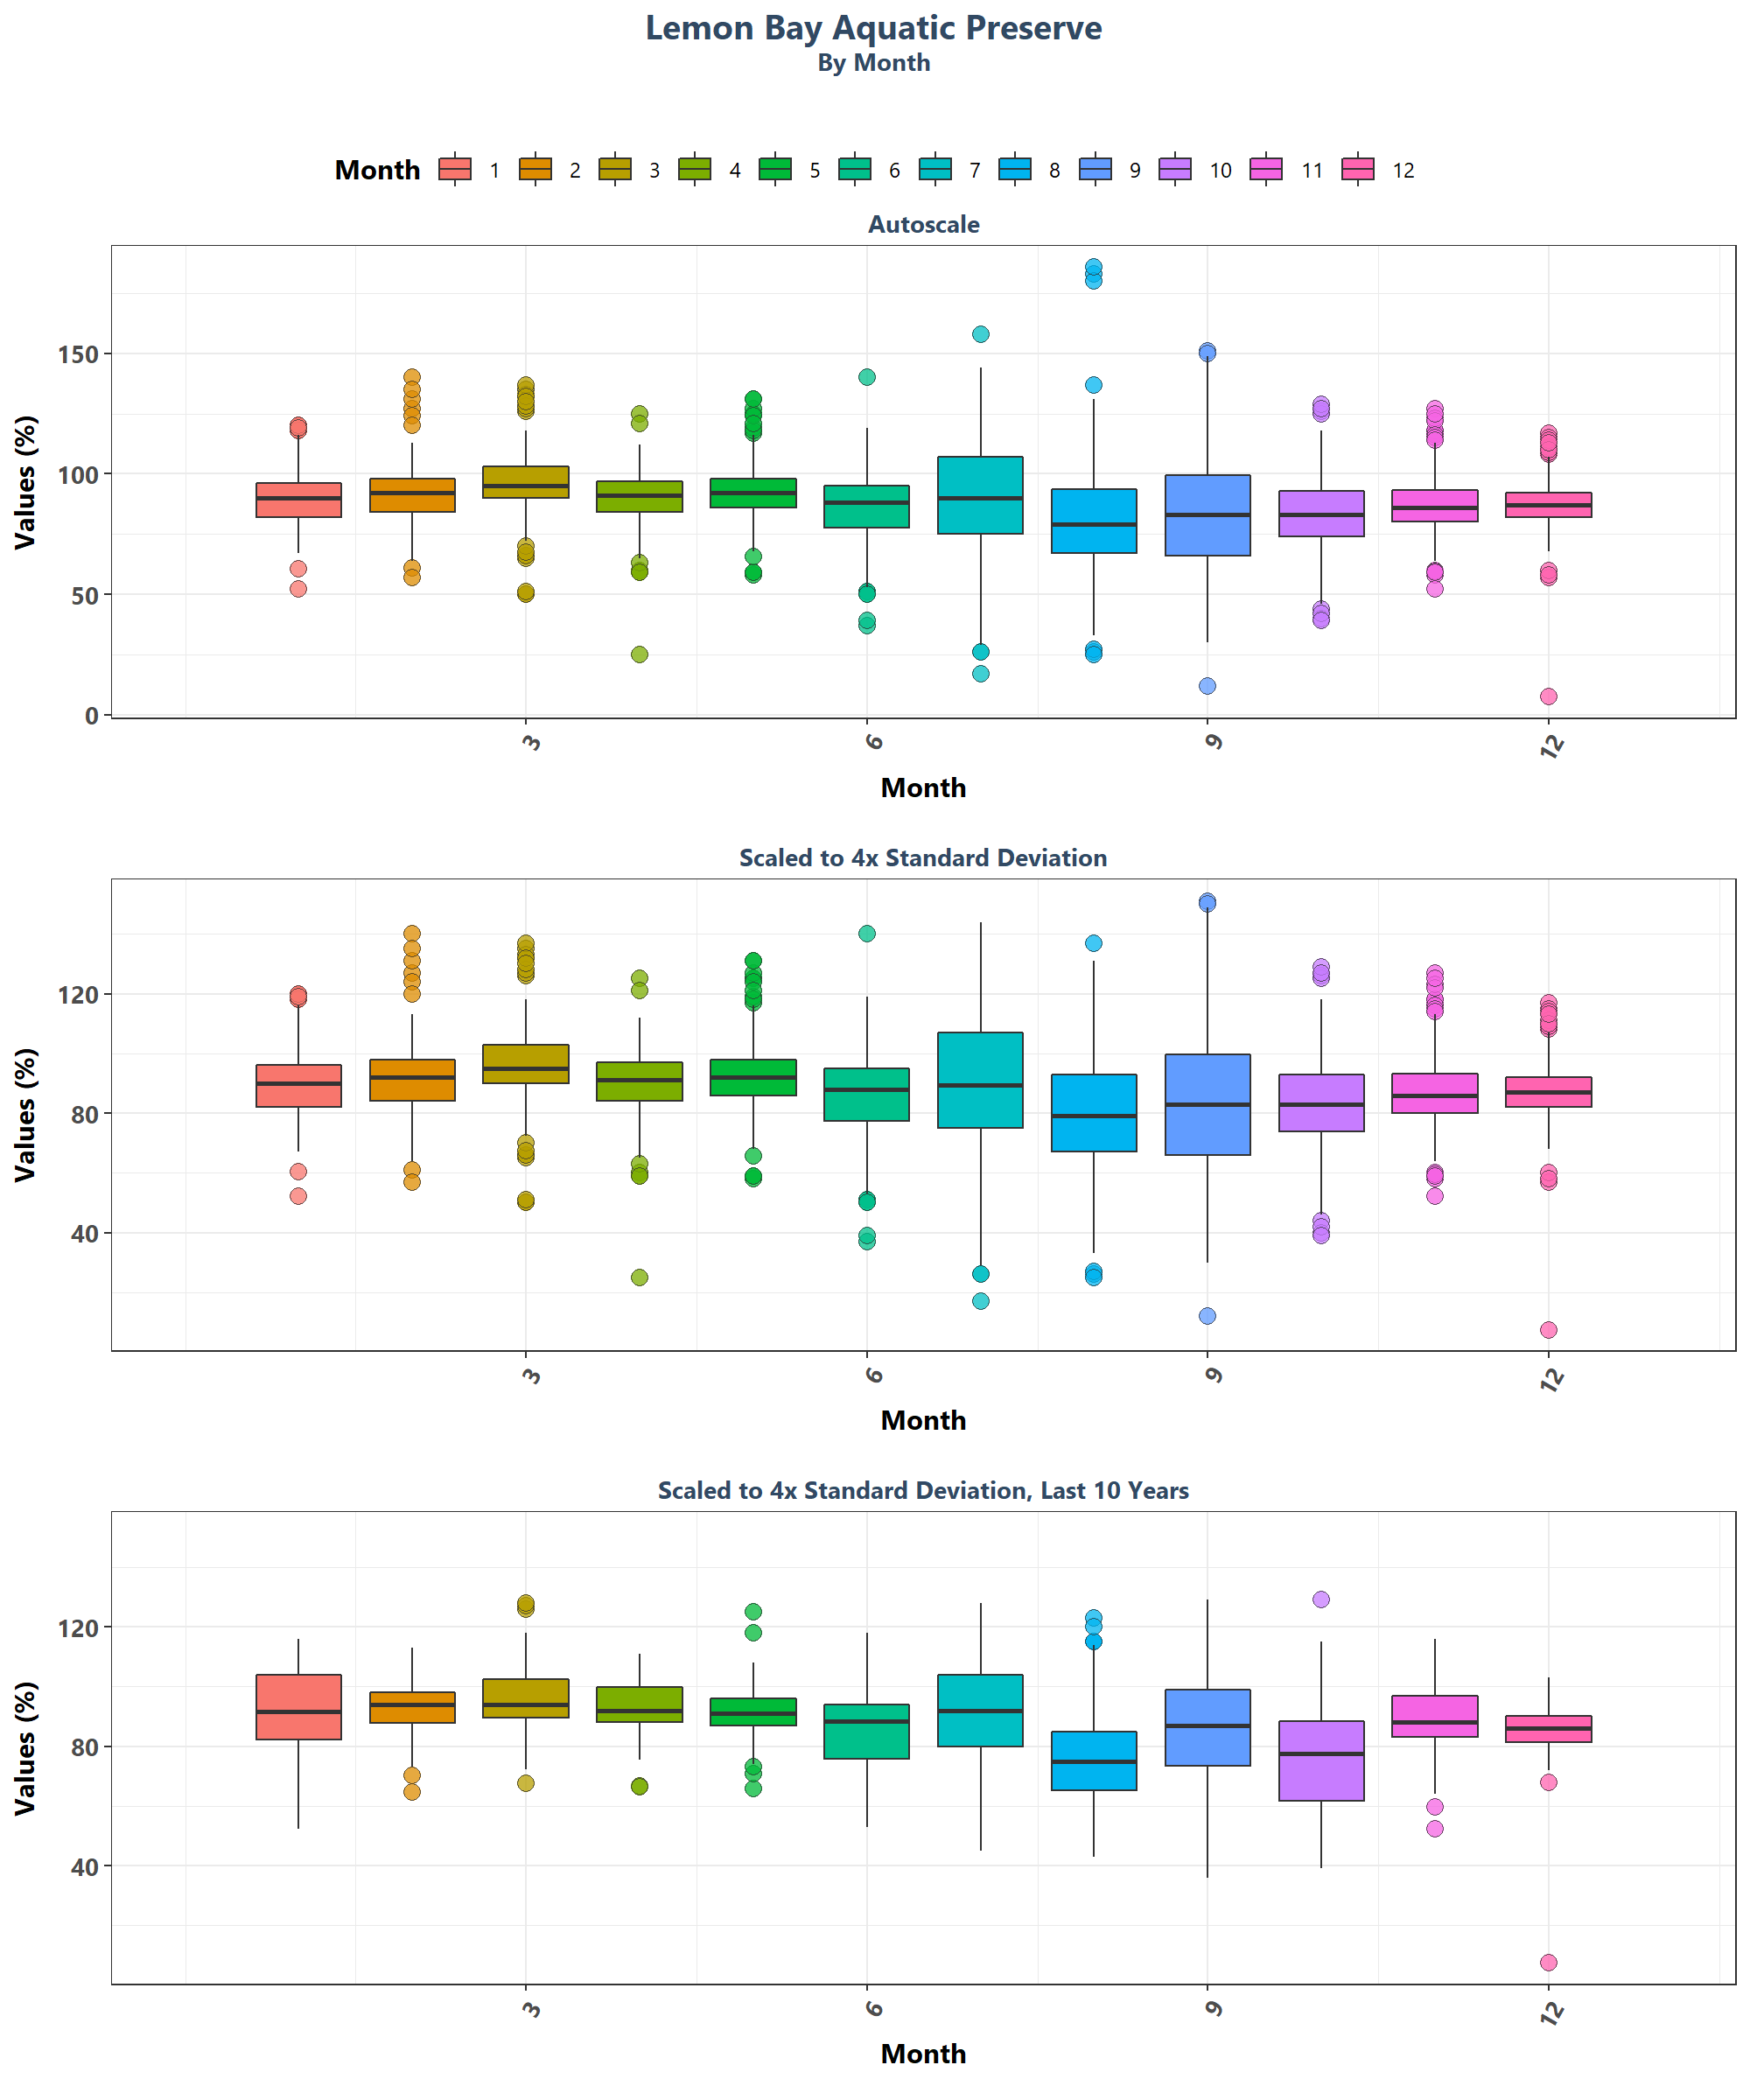 Lemon Bay Aquatic Preserve
By Month
Month 1 2 3 4 5 6 7 8 9 10 11 12
Autoscale
Values (%)
150
100
50
0
3 6 9 12
Month
Scaled to 4x Standard Deviation
Values (%)
120
80
40
3 6 9 12
Month
Scaled to 4x Standard Deviation, Last 10 Years
Values (%)
120
80
40
3 6 9 12
Month